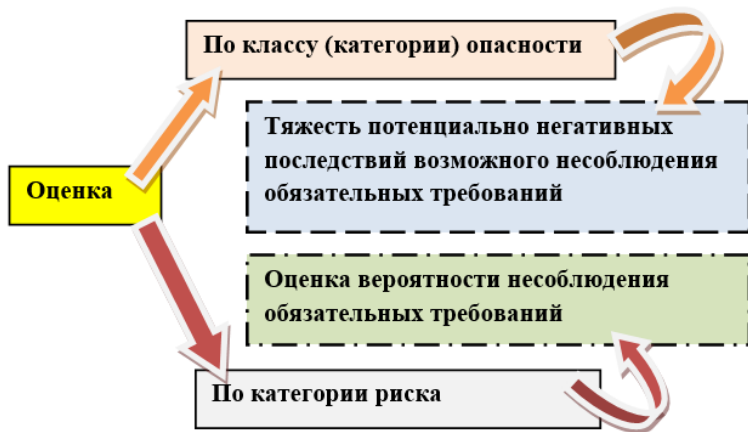 По классу (категории) опасности
Тяжесть потенциально негативных
последствий возможного несоблюдения
обязательных требований
Оценка
Оценка вероятности несоблюдения
обязательных требований
По категории риска